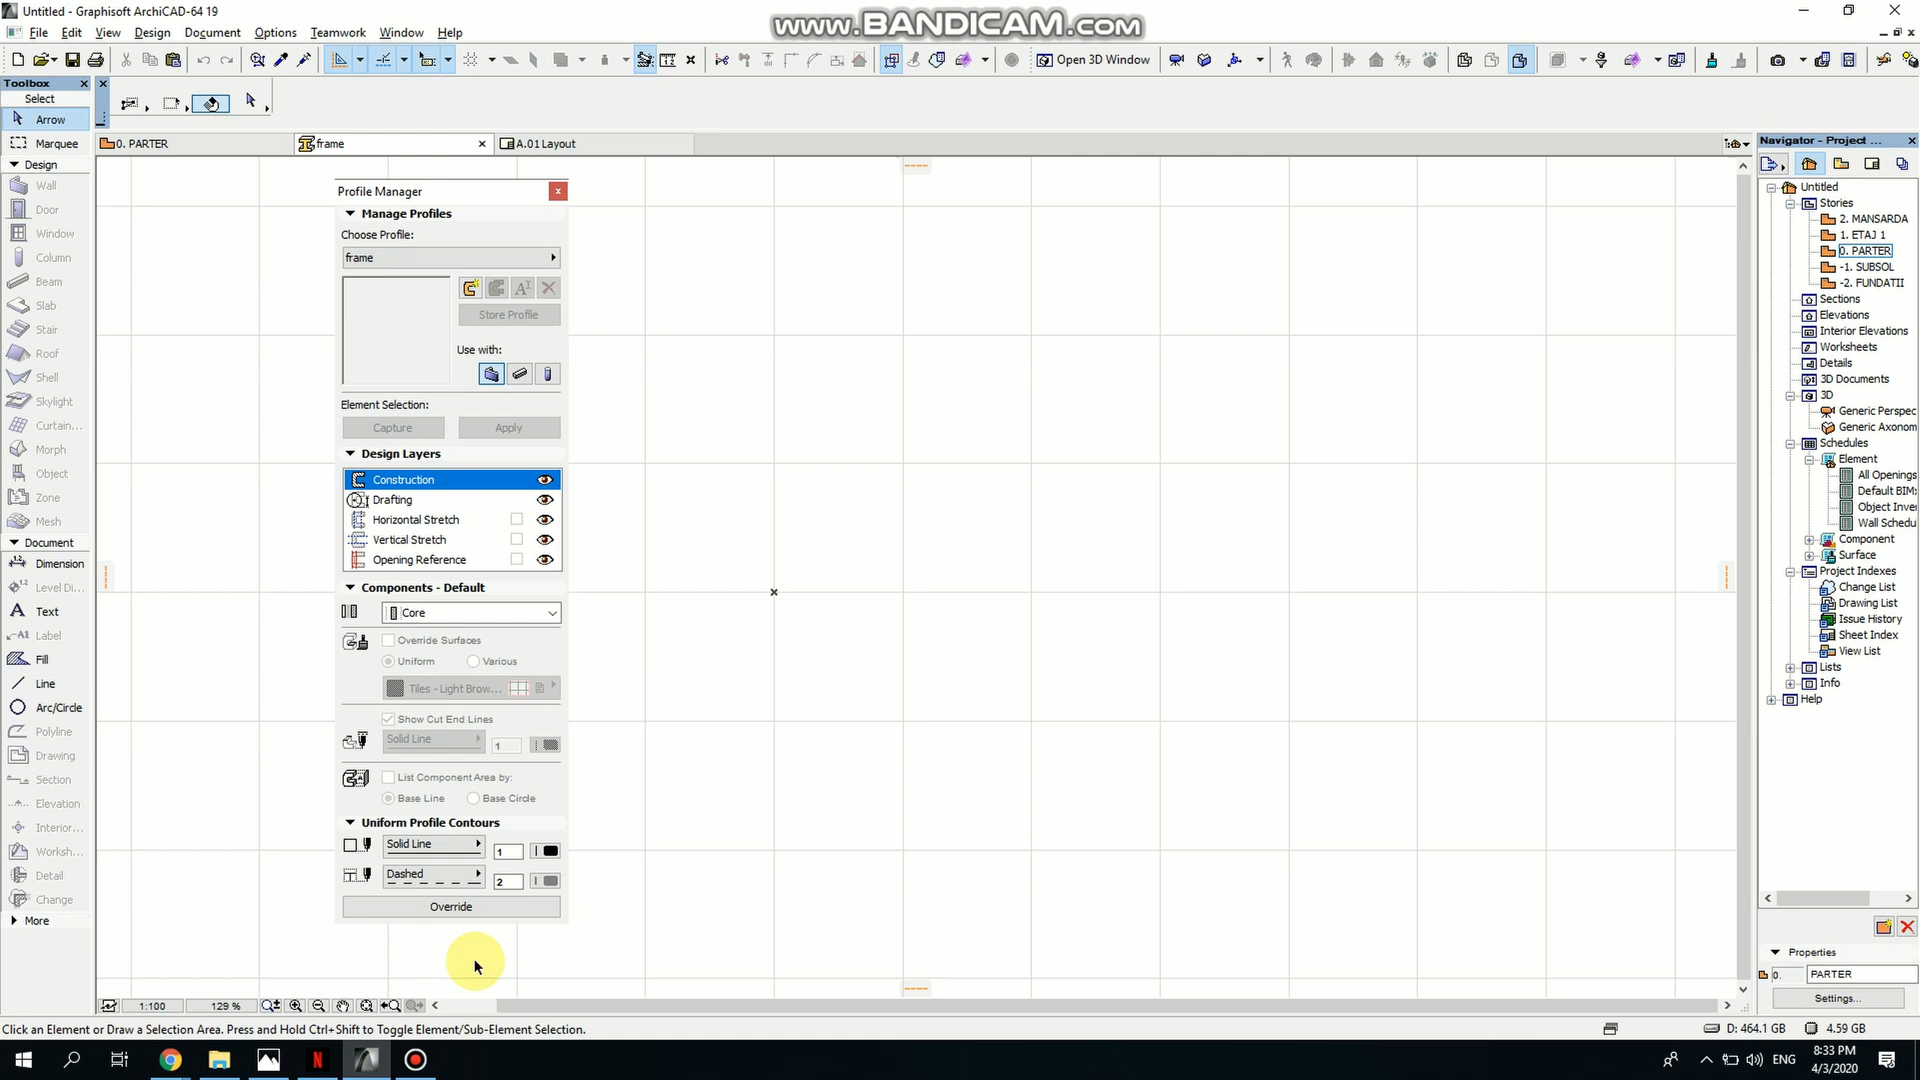 Untitled - Graphisoft ArchiCAD-64 19
www.BANDICAM.com
File Edit View Design Document Options Teamwork Window Help
Open 3D Window
Toolbox
Select
Arrow
Marquee
Design
Wall
Door
Window
Column
Beam
Slab
Stair
Roof
Shell
Skylight
Curtain...
Morph
Object
Zone
Mesh
Document
Dimension
Level Di...
Text
Label
Fill
Line
Arc/Circle
Polyline
Drawing
Section
Elevation
Interior...
Worksh...
Detail
Change
More
0. PARTER
frame
A.01 Layout
Profile Manager
Manage Profiles
Choose Profile:
frame
Store Profile
Use with:
Element Selection:
Capture
Apply
Design Layers
Construction
Drafting
Horizontal Stretch
Vertical Stretch
Opening Reference
Components - Default
Core
Override Surfaces
Uniform
Various
Tiles - Light Brow...
Show Cut End Lines
Solid Line
1
List Component Area by:
Base Line
Base Circle
Uniform Profile Contours
Solid Line
1
Dashed
2
Override
Navigator - Project ...
Untitled
Stories
2. MANSARDA
1. ETAJ 1
0. PARTER
-1. SUBSOL
-2. FUNDATII
Sections
Elevations
Interior Elevations
Worksheets
Details
3D Documents
3D
Generic Perspec
Generic Axonom
Schedules
Element
All Openings
Default BIMx
Object Inve
Wall Schedu
Component
Surface
Project Indexes
Change List
Drawing List
Issue History
Sheet Index
View List
Lists
Info
Help
Properties
0.
PARTER
Settings...
1:100
129 %
Click an Element or Draw a Selection Area. Press and Hold Ctrl+Shift to Toggle Element/Sub-Element Selection.
D: 464.1 GB
4.59 GB
ENG
8:33 PM
4/3/2020